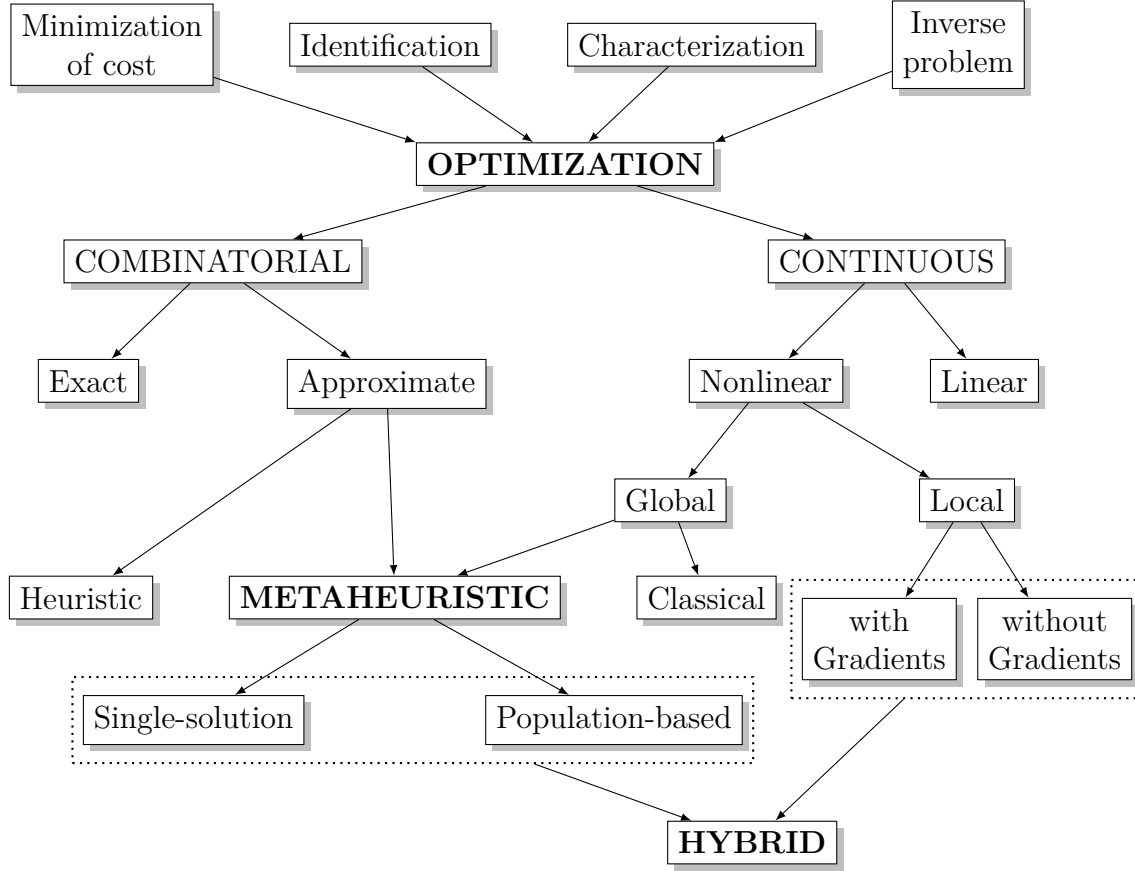 Minimization
of cost
Identification
Characterization
Inverse
problem
OPTIMIZATION
COMBINATORIAL
CONTINUOUS
Exact
Approximate
Nonlinear
Linear
Global
Local
Heuristic
METAHEURISTIC
Classical
with
Gradients
without
Gradients
Single-solution
Population-based
HYBRID